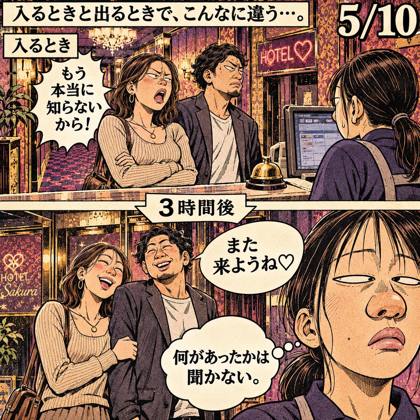 入るときと出るときで、こんなに違う…。
5/10
入るとき
もう
本当に
知らない
から！
HOTEL♡
3時間後
また
来ようね♡
HOTEL
Sakura
何があったかは
聞かない。